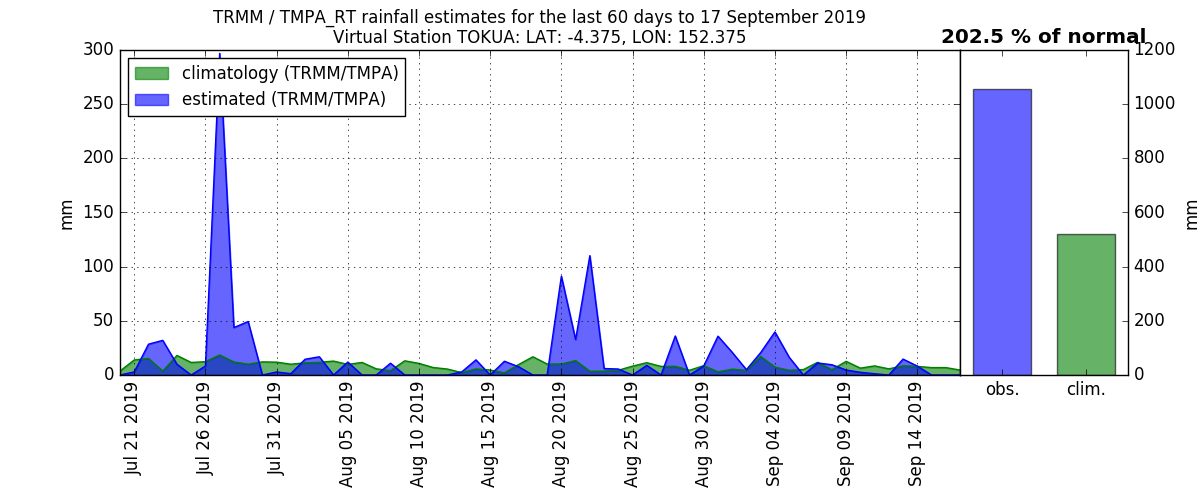 TRMM / TMPA_RT rainfall estimates for the last 60 days to 17 September 2019
Virtual Station TOKUA: LAT: -4.375, LON: 152.375
202.5 % of normal
climatology (TRMM/TMPA)
estimated (TRMM/TMPA)
mm
300
250
200
150
100
50
0
Jul 21 2019
Jul 26 2019
Jul 31 2019
Aug 05 2019
Aug 10 2019
Aug 15 2019
Aug 20 2019
Aug 25 2019
Aug 30 2019
Sep 04 2019
Sep 09 2019
Sep 14 2019
obs.
clim.
1200
1000
800
600
400
200
0
mm